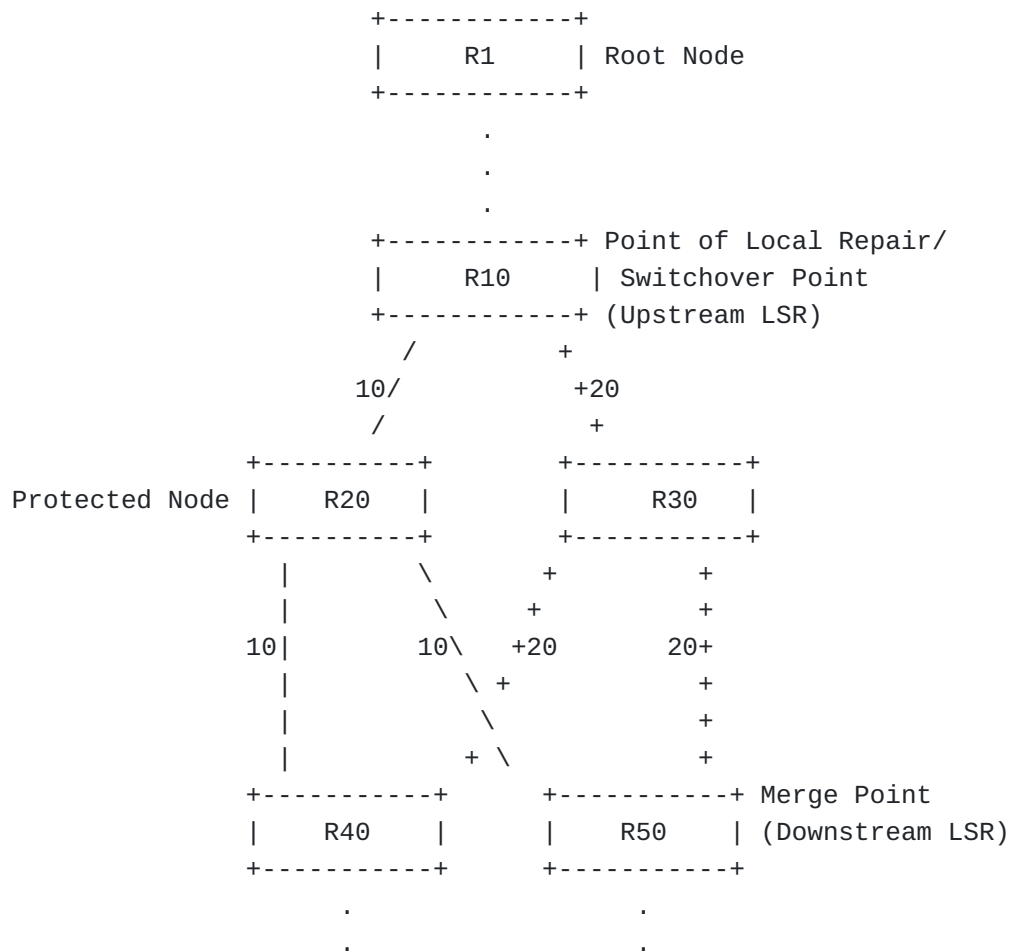 +------------+
|     R1     | Root Node
+------------+
.
.
.
+------------+ Point of Local Repair/
|     R10     | Switchover Point
+------------+ (Upstream LSR)
/         +
10/           +20
/             +
+----------+        +-----------+
Protected Node |    R20   |        |     R30   |
+----------+        +-----------+
|        \       +         +
|         \     +          +
10|        10\   +20       20+
|           \ +            +
|            \             +
|           + \            +
+-----------+      +-----------+ Merge Point
|    R40    |      |    R50    | (Downstream LSR)
+-----------+      +-----------+
.                  .
.                  .